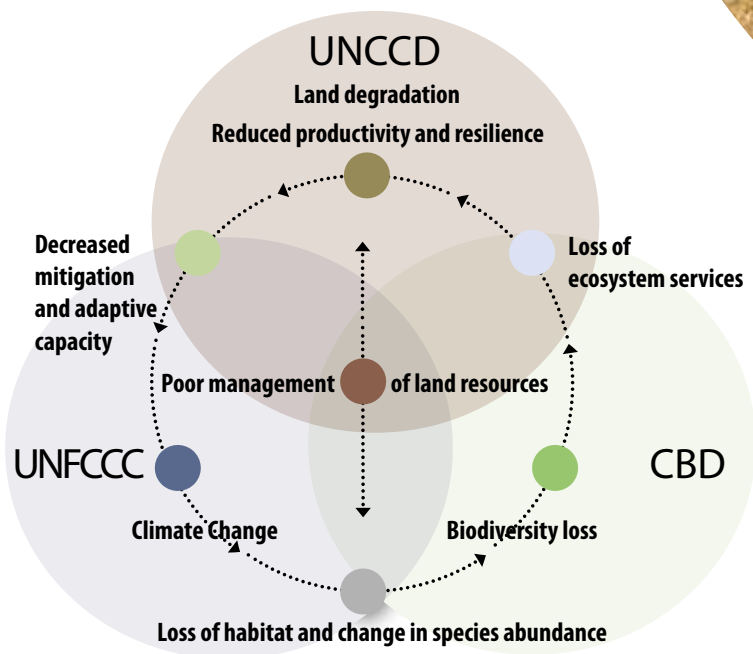 UNCCD
Land degradation
Reduced productivity and resilience
Decreased
mitigation
and adaptive
capacity
Loss of
ecosystem services
Poor management of land resources
UNFCCC
CBD
Climate Change
Biodiversity loss
Loss of habitat and change in species abundance